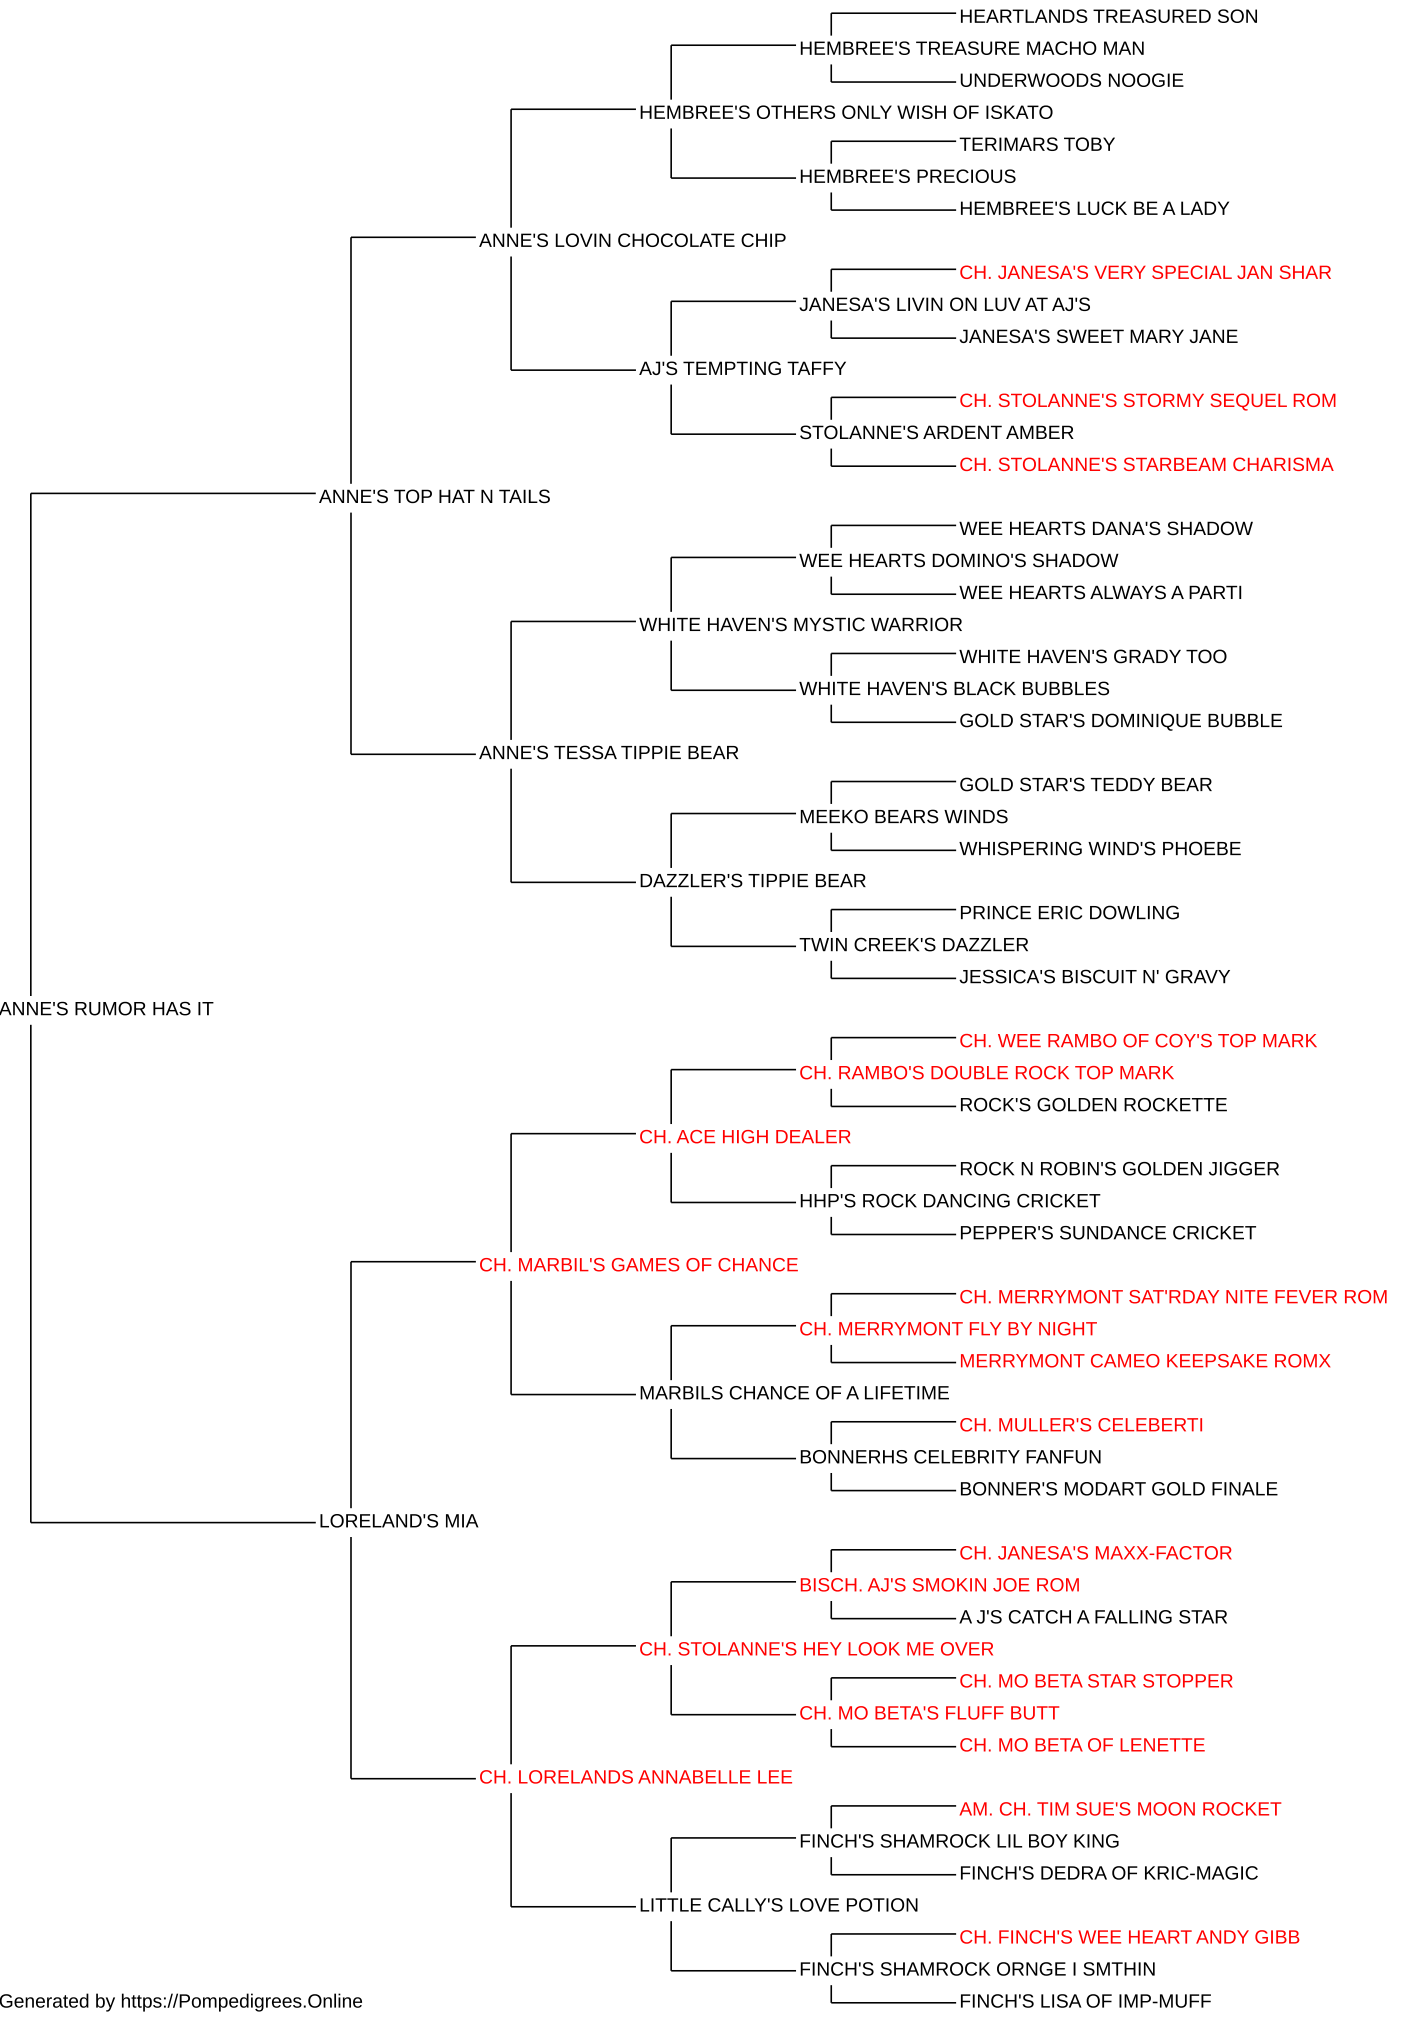 HEARTLANDS TREASURED SON
HEMBREE'S TREASURE MACHO MAN
UNDERWOODS NOOGIE
HEMBREE'S OTHERS ONLY WISH OF ISKATO
TERIMARS TOBY
HEMBREE'S PRECIOUS
HEMBREE'S LUCK BE A LADY
ANNE'S LOVIN CHOCOLATE CHIP
CH. JANESA'S VERY SPECIAL JAN SHAR
JANESA'S LIVIN ON LUV AT AJ'S
JANESA'S SWEET MARY JANE
AJ'S TEMPTING TAFFY
CH. STOLANNE'S STORMY SEQUEL ROM
STOLANNE'S ARDENT AMBER
CH. STOLANNE'S STARBEAM CHARISMA
ANNE'S TOP HAT N TAILS
WEE HEARTS DANA'S SHADOW
WEE HEARTS DOMINO'S SHADOW
WEE HEARTS ALWAYS A PARTI
WHITE HAVEN'S MYSTIC WARRIOR
WHITE HAVEN'S GRADY TOO
WHITE HAVEN'S BLACK BUBBLES
GOLD STAR'S DOMINIQUE BUBBLE
ANNE'S TESSA TIPPIE BEAR
GOLD STAR'S TEDDY BEAR
MEEKO BEARS WINDS
WHISPERING WIND'S PHOEBE
DAZZLER'S TIPPIE BEAR
PRINCE ERIC DOWLING
TWIN CREEK'S DAZZLER
JESSICA'S BISCUIT N' GRAVY
ANNE'S RUMOR HAS IT
CH. WEE RAMBO OF COY'S TOP MARK
CH. RAMBO'S DOUBLE ROCK TOP MARK
ROCK'S GOLDEN ROCKETTE
CH. ACE HIGH DEALER
ROCK N ROBIN'S GOLDEN JIGGER
HHP'S ROCK DANCING CRICKET
PEPPER'S SUNDANCE CRICKET
CH. MARBIL'S GAMES OF CHANCE
CH. MERRYMONT SAT'RDAY NITE FEVER ROM
CH. MERRYMONT FLY BY NIGHT
MERRYMONT CAMEO KEEPSAKE ROMX
MARBILS CHANCE OF A LIFETIME
CH. MULLER'S CELEBERTI
BONNERHS CELEBRITY FANFUN
BONNER'S MODART GOLD FINALE
LORELAND'S MIA
CH. JANESA'S MAXX-FACTOR
BISCH. AJ'S SMOKIN JOE ROM
A J'S CATCH A FALLING STAR
CH. STOLANNE'S HEY LOOK ME OVER
CH. MO BETA STAR STOPPER
CH. MO BETA'S FLUFF BUTT
CH. MO BETA OF LENETTE
CH. LORELANDS ANNABELLE LEE
AM. CH. TIM SUE'S MOON ROCKET
FINCH'S SHAMROCK LIL BOY KING
FINCH'S DEDRA OF KRIC-MAGIC
LITTLE CALLY'S LOVE POTION
CH. FINCH'S WEE HEART ANDY GIBB
FINCH'S SHAMROCK ORNGE I SMTHIN
FINCH'S LISA OF IMP-MUFF
Generated by https://Pompedigrees.Online